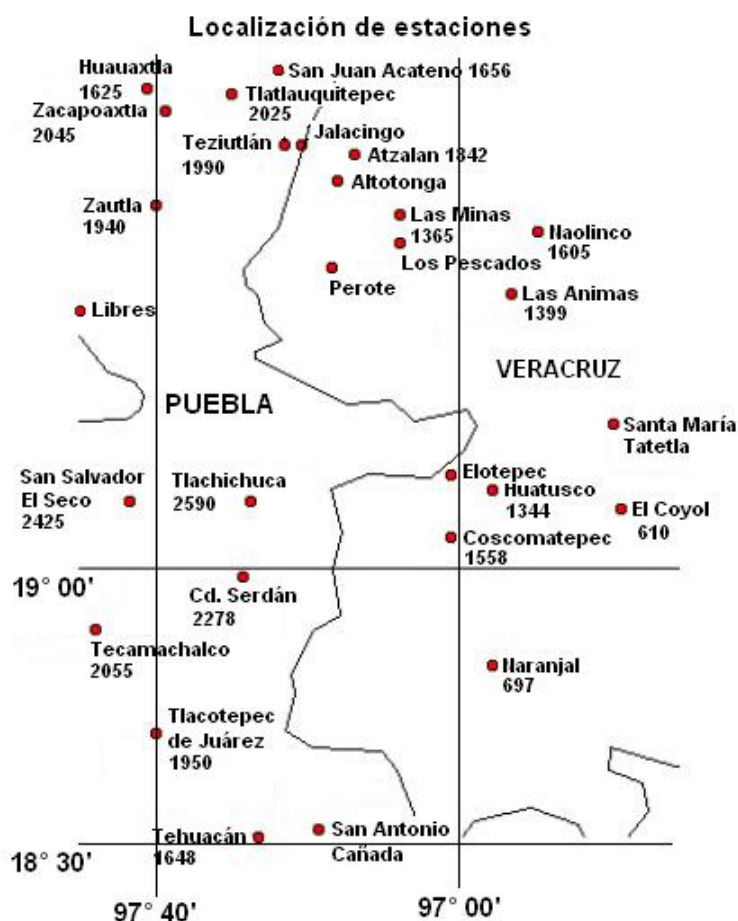 Localización de estaciones
Huauaxtla
1625
San Juan Acateno 1656
Zacapoaxtla
2045
Tlatlauquitepec
2025
Teziutlán
1990
Jalacingo
Atzalan 1842
Altotonga
Zautla
1940
Las Minas
1365
Naolinco
1605
Los Pescados
Perote
Las Animas
1399
Libres
VERACRUZ
PUEBLA
Santa María
Tatetla
San Salvador
El Seco
2425
Tlachichuca
2590
Elotepec
Huatusco
1344
El Coyol
610
Coscomatepec
1558
19° 00'
Cd. Serdán
2278
Tecamachalco
2055
Naranjal
697
Tlacotepec
de Juárez
1950
Tehuacán
1648
San Antonio
Cañada
18° 30'
97° 40'
97° 00'